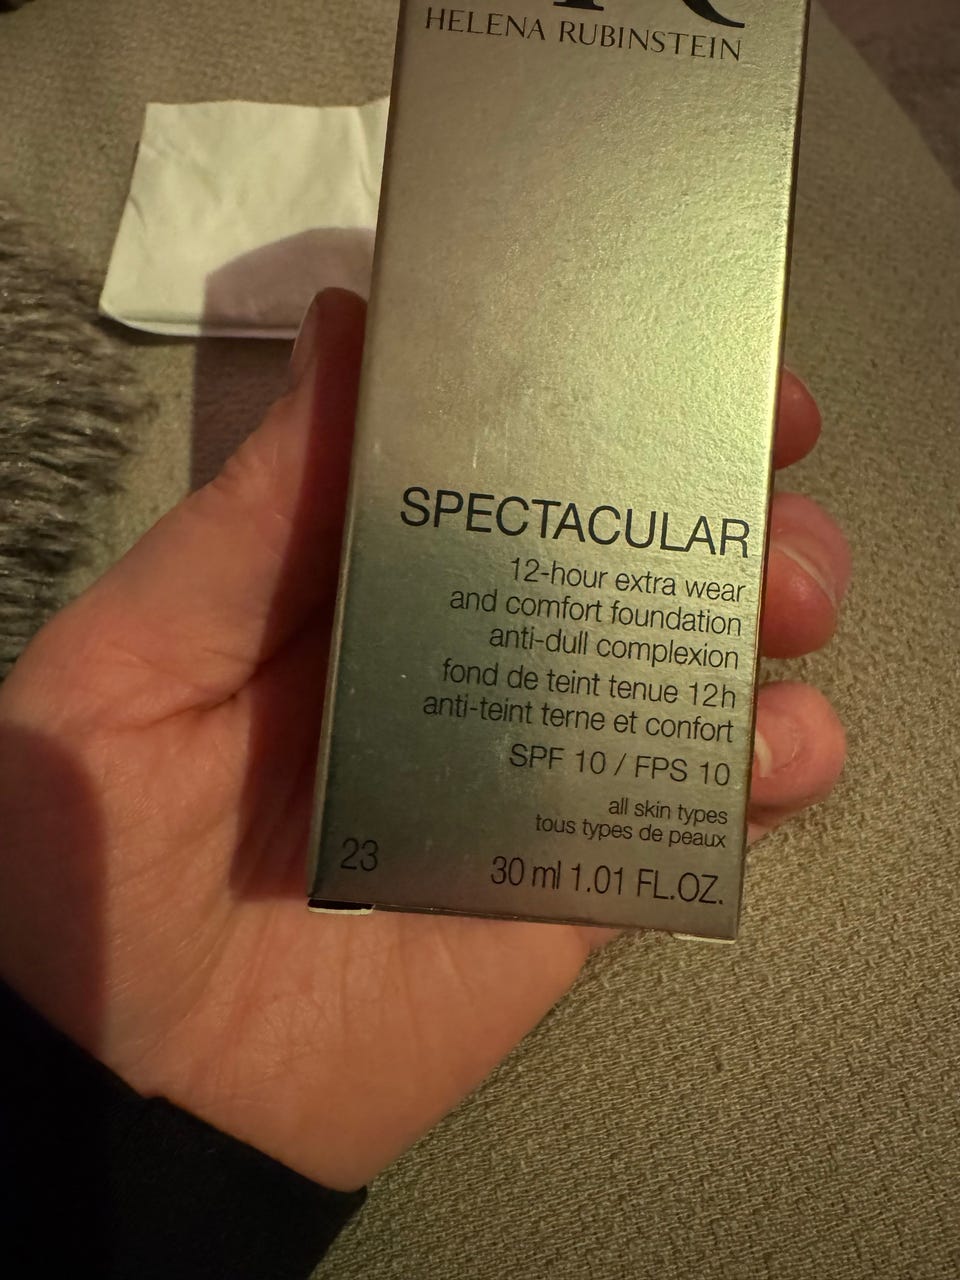 HELENA RUBINSTEIN
SPECTACULAR
12-hour extra wear
and comfort foundation
anti-dull complexion
fond de teint tenue 12h
anti-teint terne et confort
SPF 10 / FPS 10
all skin types
tous types de peaux
23
30 ml 1.01 FL.OZ.